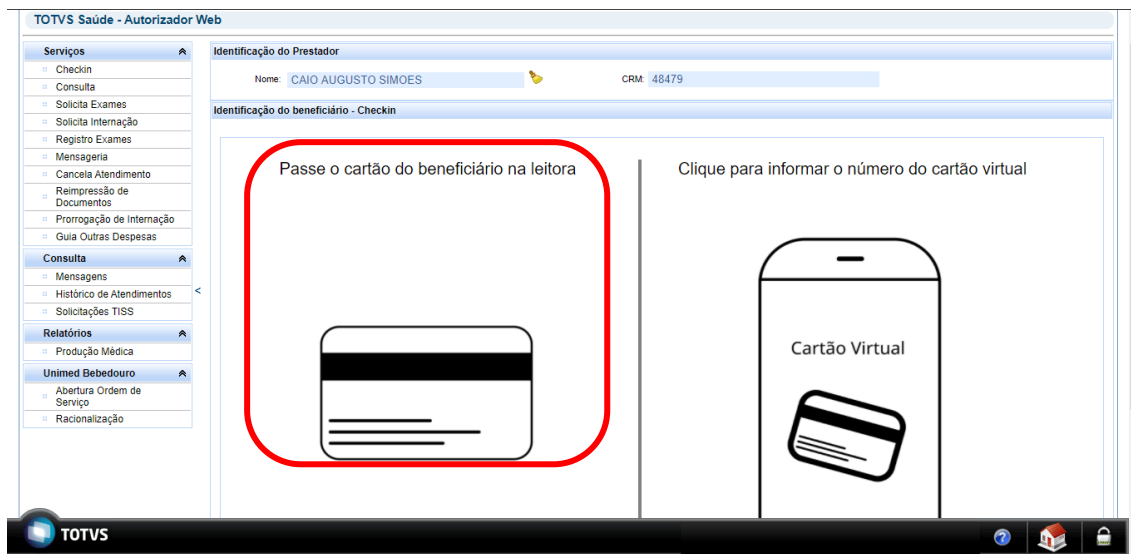 TOTVS Saúde - Autorizador Web
Serviços
Checkin
Consulta
Solicita Exames
Solicita Internação
Registro Exames
Mensageria
Cancela Atendimento
Reimpressão de
Documentos
Prorrogação de Internação
Guia Outras Despesas
Consulta
Mensagens
Histórico de Atendimentos
Solicitações TISS
Relatórios
Produção Médica
Unimed Bebedouro
Abertura Ordem de
Serviço
Racionalização
<
Identificação do Prestador
Nome: CAIO AUGUSTO SIMOES CRM: 48479
Identificação do beneficiário - Checkin
Passe o cartão do beneficiário na leitora
Clique para informar o número do cartão virtual
Cartão Virtual
TOTVS
?